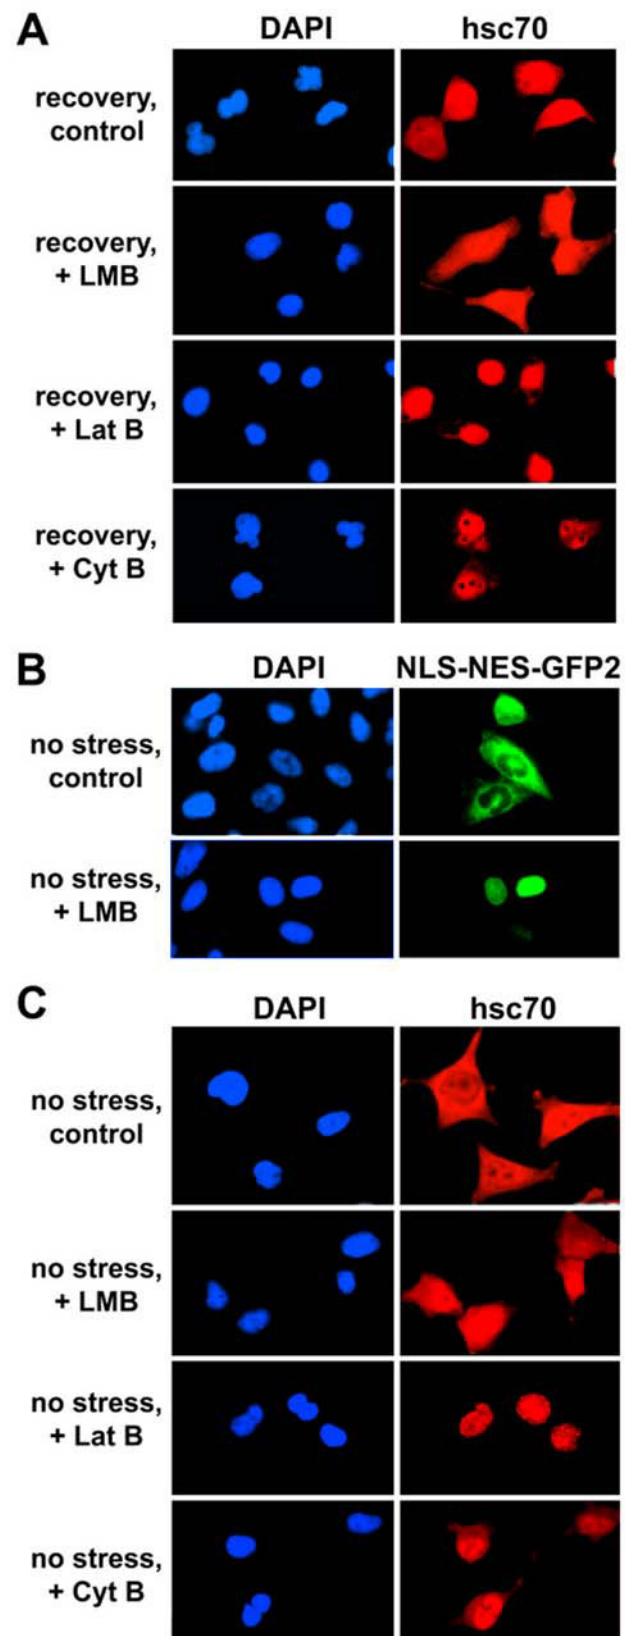 A
DAPI hsc70
recovery,
control
recovery,
+ LMB
recovery,
+ Lat B
recovery,
+ Cyt B
B
DAPI NLS-NES-GFP2
no stress,
control
no stress,
+ LMB
C
DAPI hsc70
no stress,
control
no stress,
+ LMB
no stress,
+ Lat B
no stress,
+ Cyt B